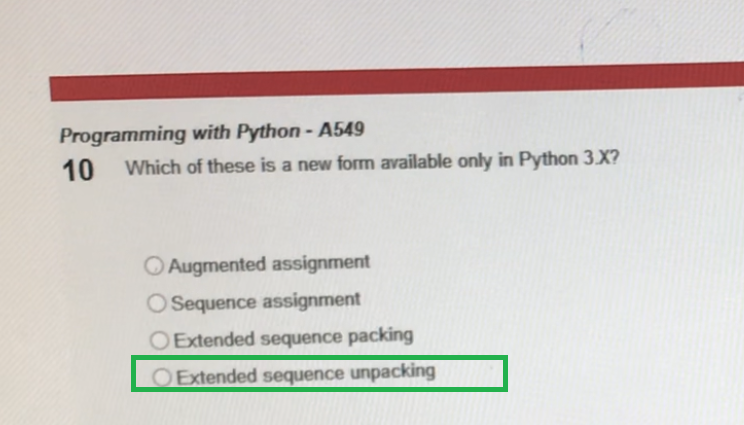 Programming with Python - A549
10 Which of these is a new form available only in Python 3.X?
Augmented assignment
Sequence assignment
Extended sequence packing
Extended sequence unpacking